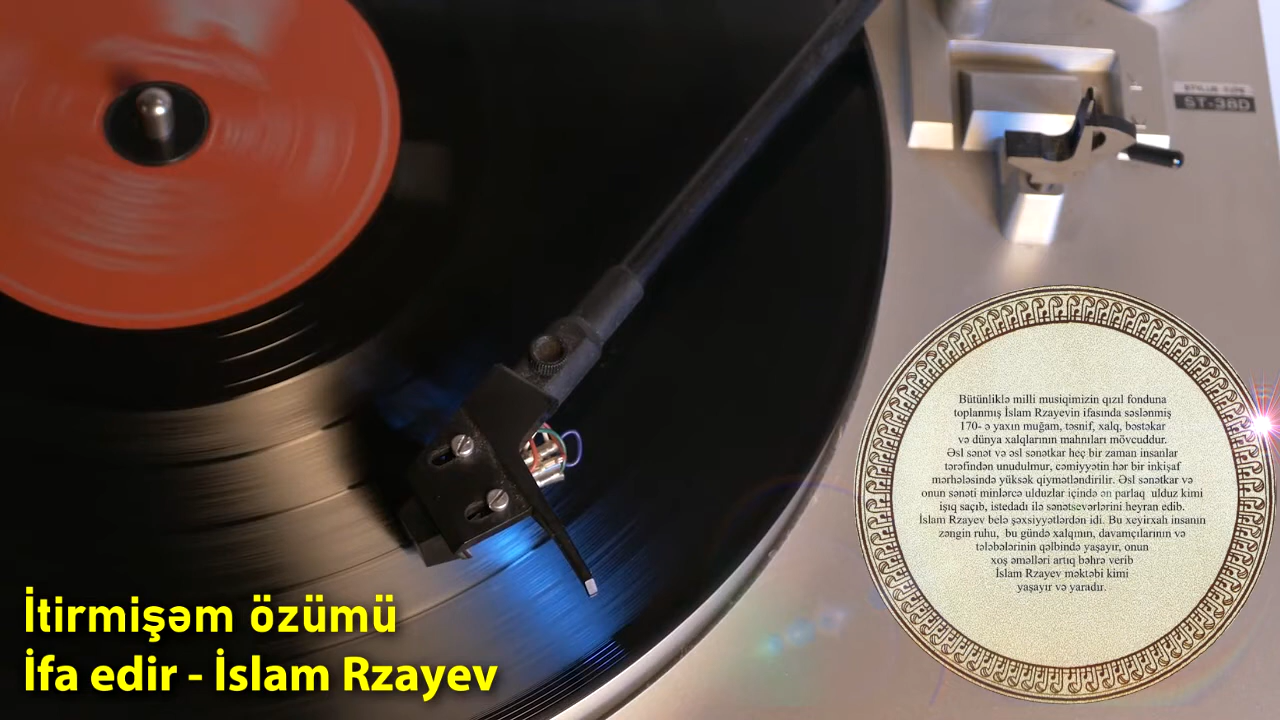 ST-38D
Bütünliklə milli musiqimizin qızıl fonduna
toplanmış İslam Rzayevin ifasında səslənmiş
170- ə yaxın muğam, təsnif, xalq, bəstəkar
və dünya xalqlarının mahnıları mövcuddur.
Əsl sənət və əsl sənətkar heç bir zaman insanlar
tərəfindən unudulmur, cəmiyyətin hər bir inkişaf
mərhələsində yüksək qiymətləndirilir. Əsl sənətkar və
onun sənəti minlərcə ulduzlar içində ən parlaq ulduz kimi
işıq saçıb, istedadı ilə sənətsevərlərini heyran edib.
İslam Rzayev belə şəxsiyyətlərdən idi. Bu xeyirxah insanın
zəngin ruhu, bu gündə xalqının, davamçılarının və
tələbələrinin qəlbində yaşayır, onun
xoş əməlləri artıq bəhrə verib
İslam Rzayev məktəbi kimi
yaşayır və yaradır.
İtirmişəm özümü
İfa edir - İslam Rzayev